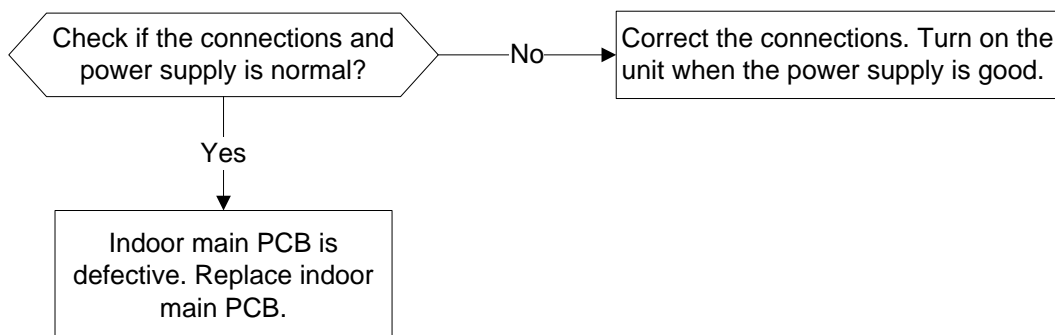 Check if the connections and
power supply is normal?
No
Correct the connections. Turn on the
unit when the power supply is good.
Yes
Indoor main PCB is
defective. Replace indoor
main PCB.